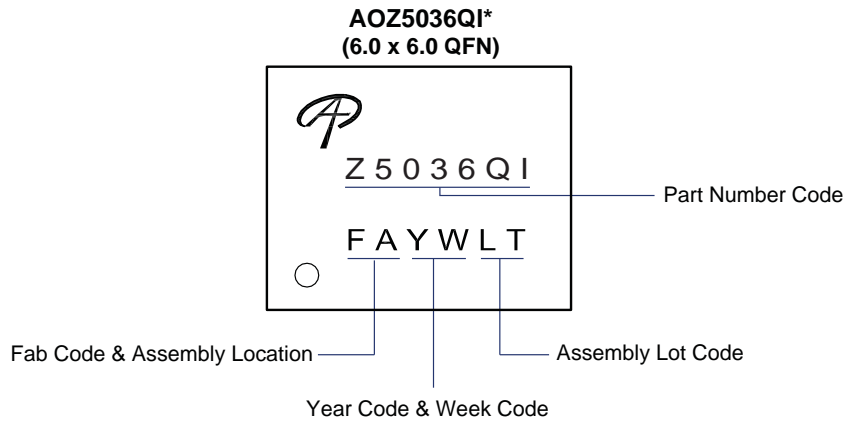 AOZ5036QI*
(6.0 x 6.0 QFN)
Z5036QI
Part Number Code
FAYWLT
Fab Code & Assembly Location
Assembly Lot Code
Year Code & Week Code